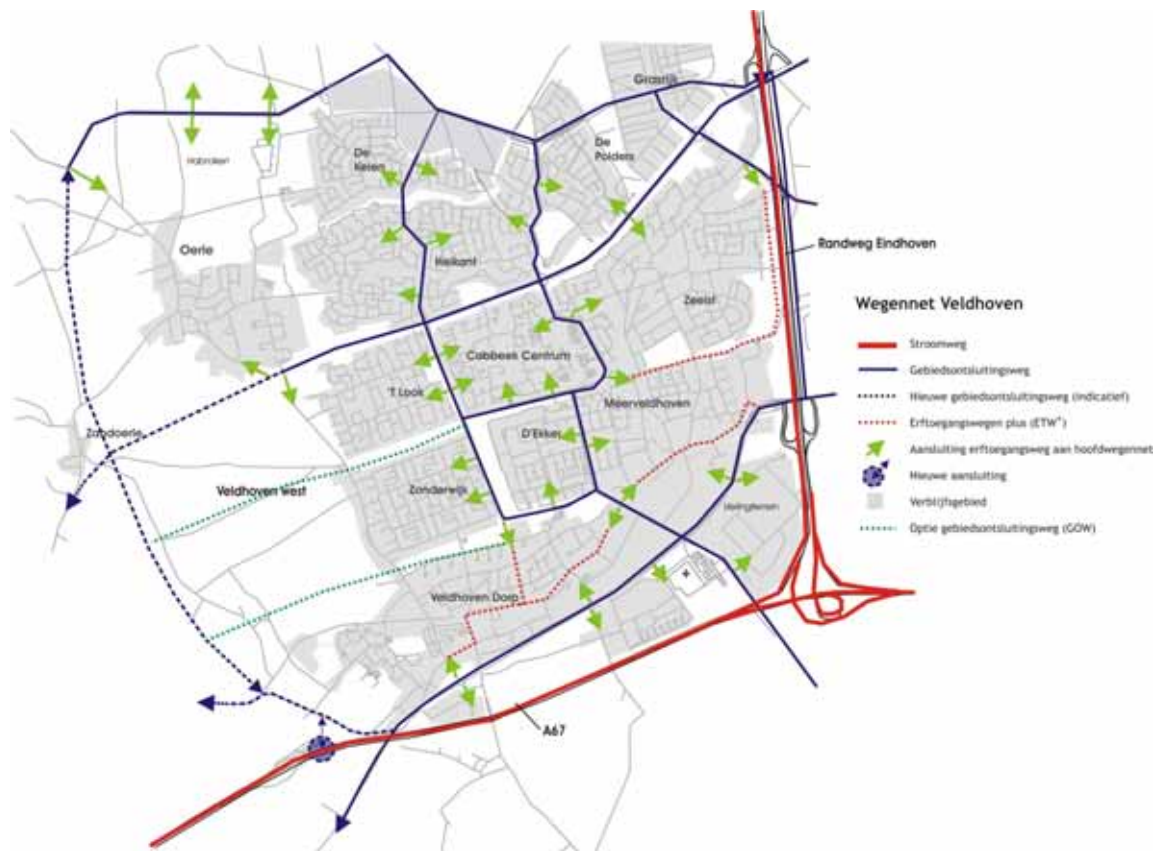 Grasrijk
De
Polders
De
Kelen
Habraken
Oerle
Heikant
Randweg Eindhoven
Zeelst
Wegennet Veldhoven
Stroomweg
Cobbeek Centrum
Gebiedsontsluitingsweg
'T Look
Meerveldhoven
Nieuwe gebiedsontsluitingsweg (indicatief)
Erftoegangswegen plus (ETW⁺)
D'Ekker
Zandoerle
Aansluiting erftoegangsweg aan hoofdwegennet
Nieuwe aansluiting
Veldhoven west
Zonderwijk
Verblijfsgebied
Optie gebiedsontsluitingsweg (GOW)
Veldhoven Dorp
A67